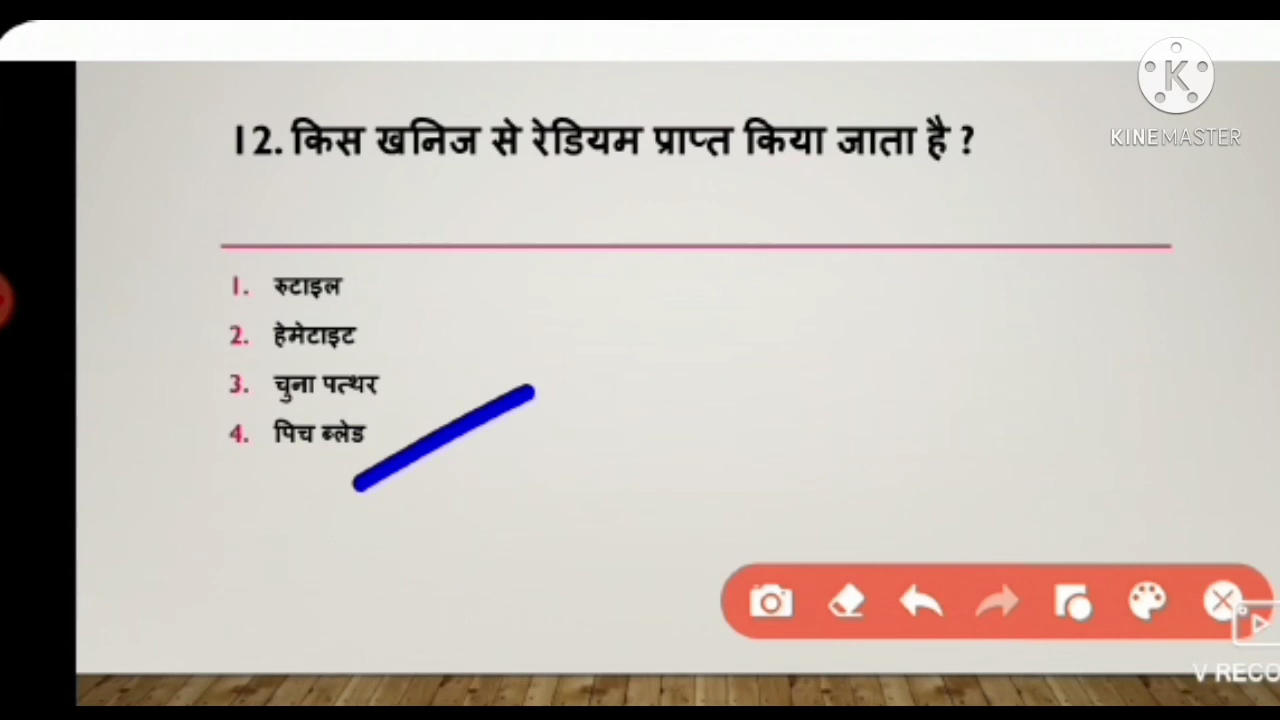 KINEMASTER
12. किस खनिज से रेडियम प्राप्त किया जाता है ?
1. रुटाइल
2. हेमेटाइट
3. चुना पत्थर
4. पिच ब्लेड
V RECO